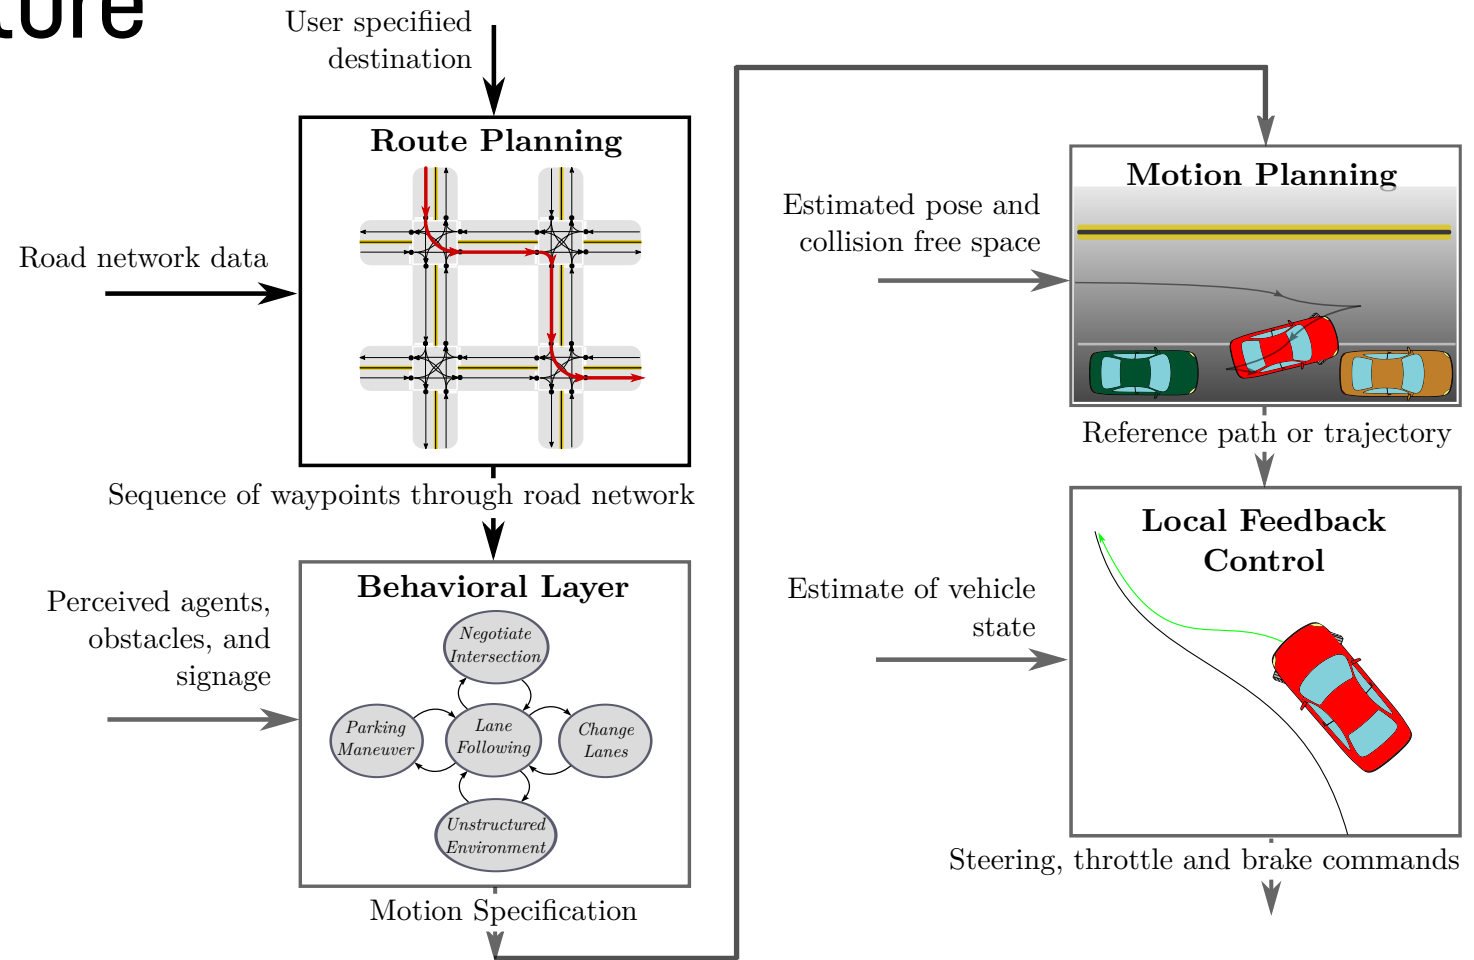 ture
User specifiied
destination
Route Planning
Road network data
Sequence of waypoints through road network
Behavioral Layer
Perceived agents,
obstacles, and
signage
Negotiate
Intersection
Parking
Maneuver
Lane
Following
Change
Lanes
Unstructured
Environment
Motion Specification
Motion Planning
Estimated pose and
collision free space
Reference path or trajectory
Local Feedback
Control
Estimate of vehicle
state
Steering, throttle and brake commands